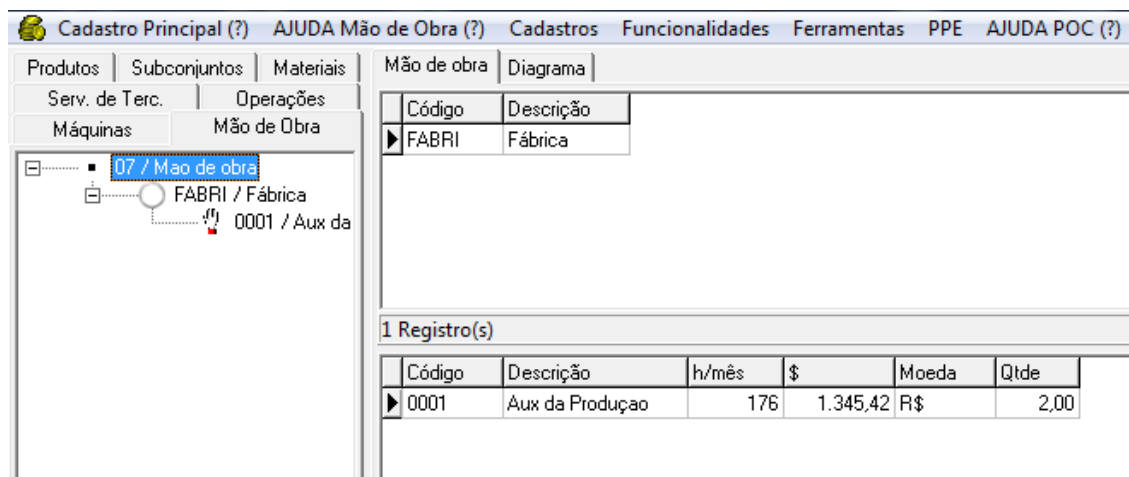 Cadastro Principal (?) AJUDA Mão de Obra (?) Cadastros Funcionalidades Ferramentas PPE AJUDA POC (?)
Produtos Subconjuntos Materiais
Serv. de Terc. Operações
Máquinas Mão de Obra
07 / Mao de obra
FABRI / Fábrica
0001 / Aux da
Mão de obra Diagrama
Código Descrição
FABRI Fábrica
1 Registro(s)
Código Descrição h/mês $ Moeda Qtde
0001 Aux da Produçao 176 1.345,42 R$ 2,00